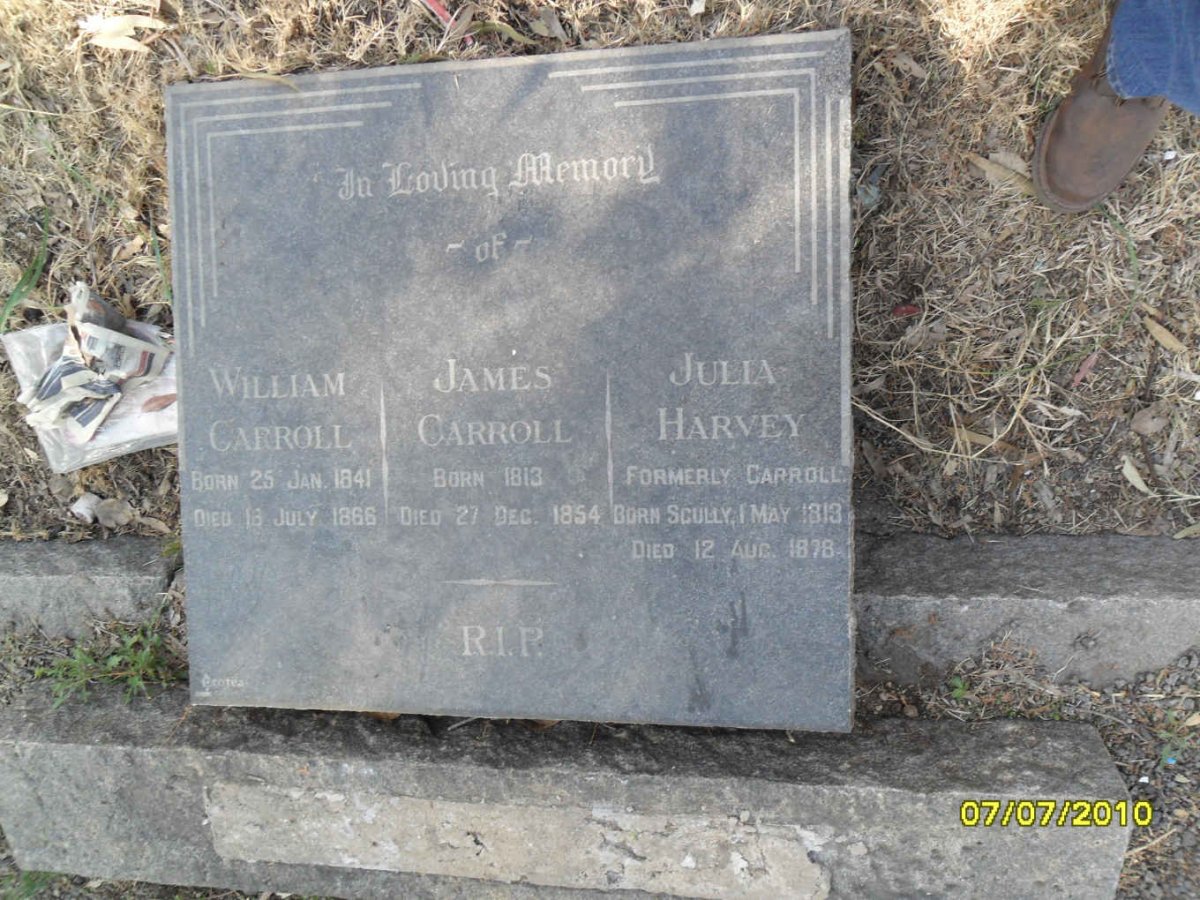 In Loving Memory
~ of ~
WILLIAM
CARROLL
BORN 25 JAN. 1841
DIED 13 JULY 1866
JAMES
CARROLL
BORN 1813
DIED 27 DEC. 1854
JULIA
HARVEY
FORMERLY CARROLL
BORN SCULLY, 1 MAY 1813
DIED 12 AUG. 1878
R.I.P.
07/07/2010